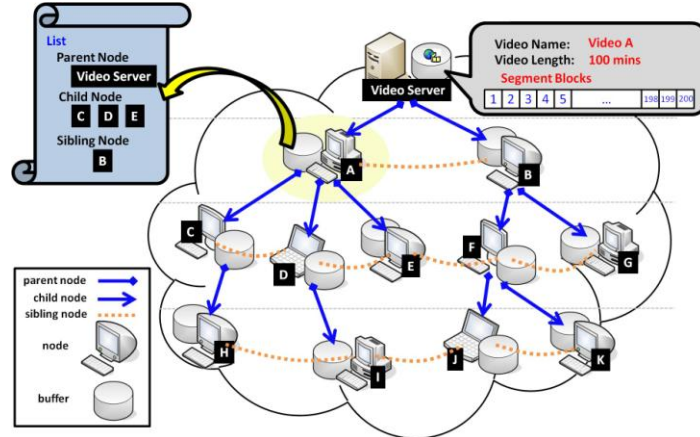 List
Parent Node
Video Server
Child Node
C D E
Sibling Node
B
Video Name: Video A
Video Length: 100 mins
Segment Blocks
1 2 3 4 5 ... 198 199 200
Video Server
A
B
C
D
E
F
G
H
I
J
K
parent node
child node
sibling node
node
buffer